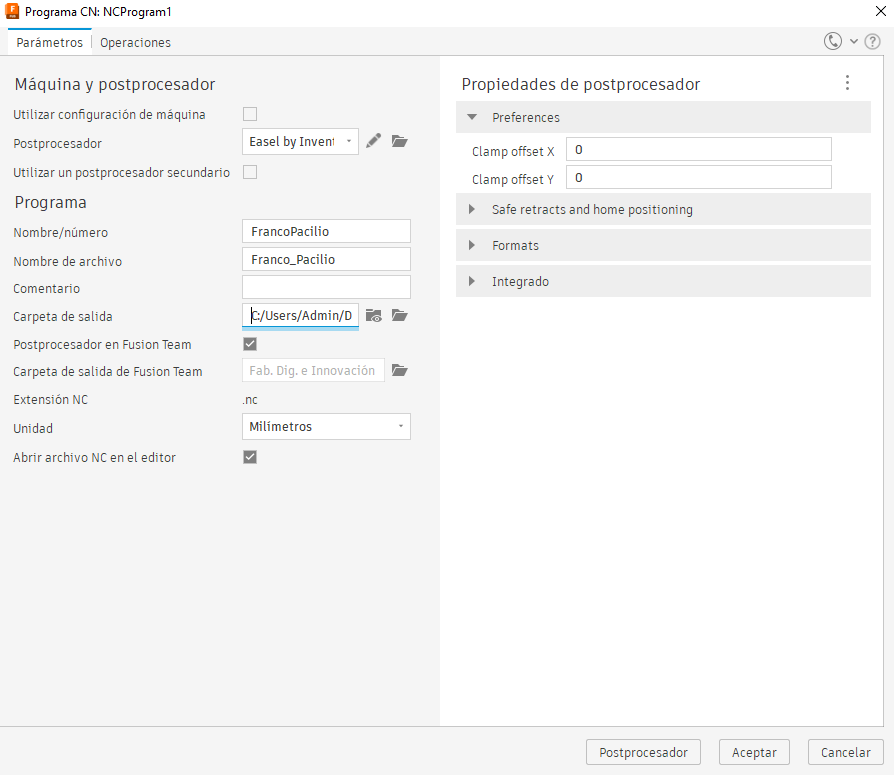 Programa CN: NCProgram1
Parámetros
Operaciones
Máquina y postprocesador
Utilizar configuración de máquina
Postprocesador
Easel by Invent
Utilizar un postprocesador secundario
Programa
Nombre/número
FrancoPacilio
Nombre de archivo
Franco_Pacilio
Comentario
Carpeta de salida
C:/Users/Admin/D
Postprocesador en Fusion Team
Carpeta de salida de Fusion Team
Fab. Dig. e Innovación
Extensión NC
.nc
Unidad
Milímetros
Abrir archivo NC en el editor
Propiedades de postprocesador
Preferences
Clamp offset X
0
Clamp offset Y
0
Safe retracts and home positioning
Formats
Integrado
Postprocesador
Aceptar
Cancelar